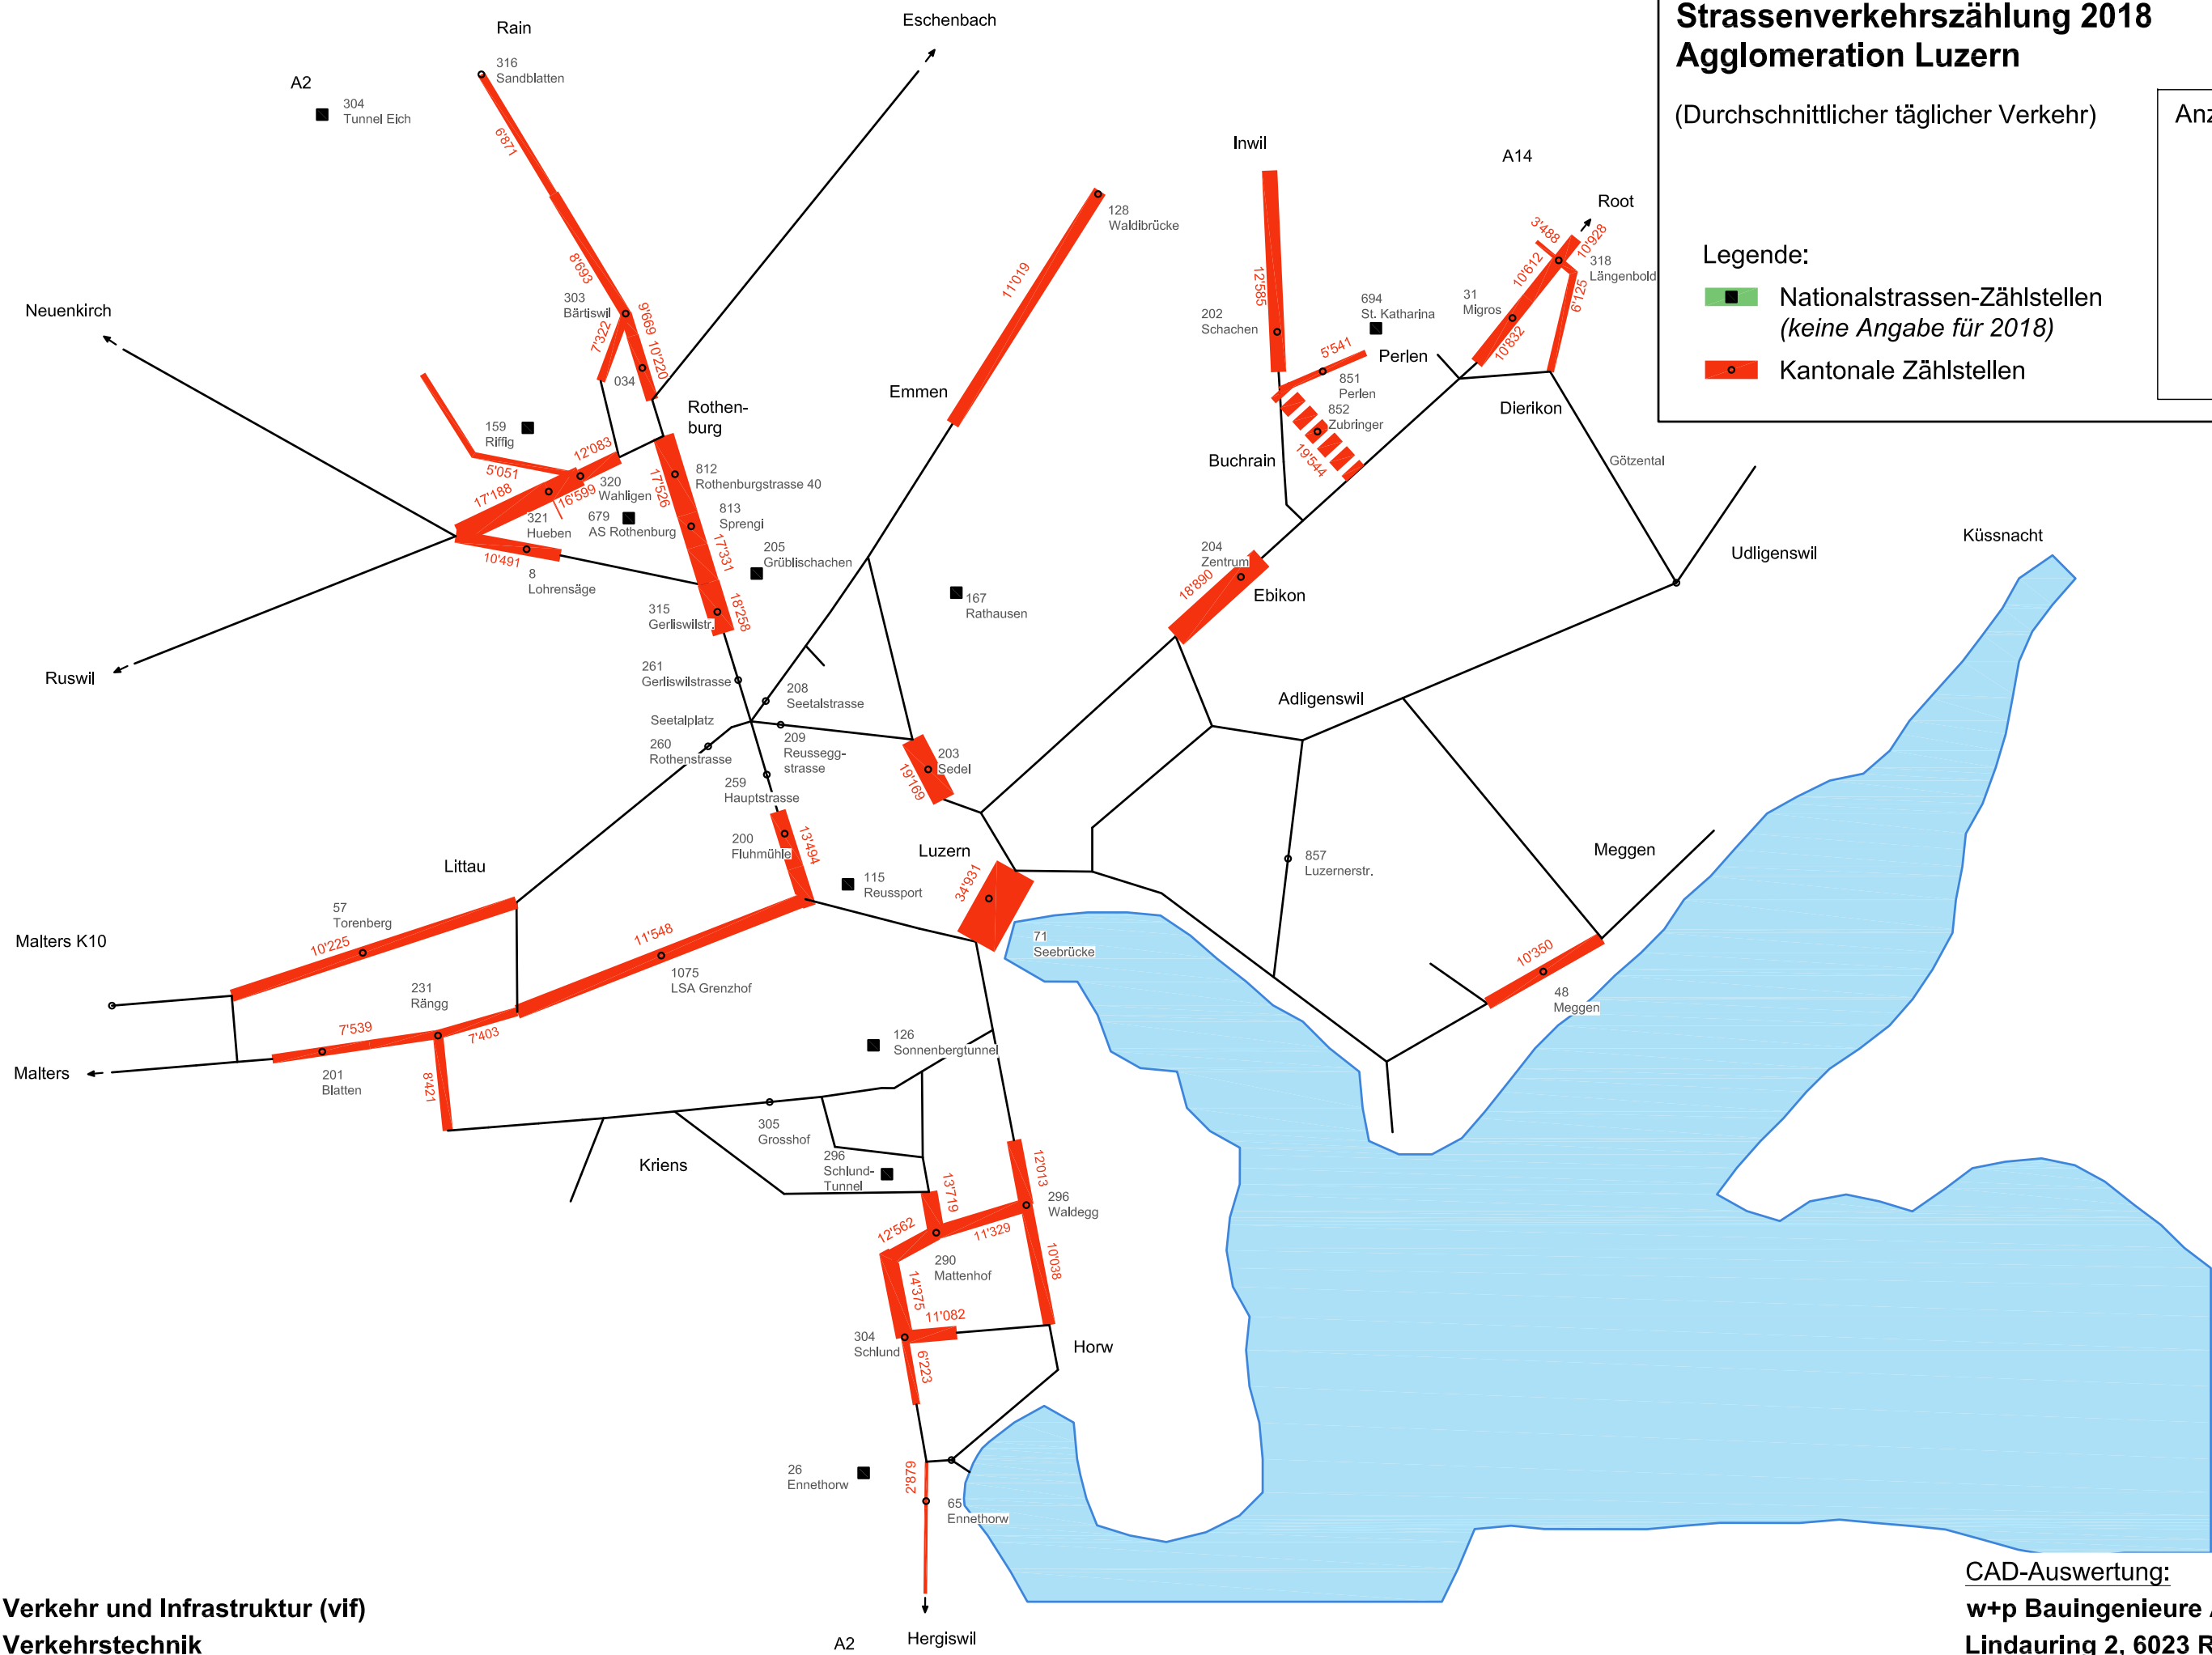 Strassenverkehrszählung 2018
Agglomeration Luzern
(Durchschnittlicher täglicher Verkehr)
Legende:
Nationalstrassen-Zählstellen
(keine Angabe für 2018)
Kantonale Zählstellen
Rain
Eschenbach
316
Sandblatten
A2
304
Tunnel Eich
6'871
8'693
303
Bärtiswil
9'669
10'220
7'322
034
Neuenkirch
128
Waldibrücke
11'019
Emmen
Inwil
A14
Root
12'585
202
Schachen
694
St. Katharina
5'541
Perlen
851
Perlen
852
Zubringer
19'544
Buchrain
31
Migros
3'488
10'612
10'928
318
Längenbold
6'125
10'832
Dierikon
Götzental
Rothen-
burg
159
Riffig
5'051
12'083
17'188
16'599
320
Wahligen
321
Hueben
679
AS Rothenburg
10'491
8
Lohrensäge
812
Rothenburgstrasse 40
17'526
813
Sprengi
17'331
205
Grüblischachen
18'258
315
Gerliswilstr.
Ruswil
261
Gerliswilstrasse
208
Seetalstrasse
Seetalplatz
260
Rothenstrasse
209
Reussegg-
strasse
259
Hauptstrasse
167
Rathausen
204
Zentrum
18'890
Ebikon
Udligenswil
Küssnacht
Adligenswil
203
Sedel
19'169
200
Fluhmühle
13'494
115
Reussport
Luzern
34'931
71
Seebrücke
857
Luzernerstr.
Meggen
10'350
48
Meggen
Littau
57
Torenberg
10'225
Malters K10
11'548
1075
LSA Grenzhof
231
Rängg
7'539
7'403
201
Blatten
8'421
Malters
126
Sonnenbergtunnel
305
Grosshof
Kriens
296
Schlund-
Tunnel
13'719
12'013
296
Waldegg
12'562
11'329
290
Mattenhof
10'038
14'375
11'082
304
Schlund
6'223
Horw
26
Ennethorw
2'879
65
Ennethorw
A2
Hergiswil
Verkehr und Infrastruktur (vif)
Verkehrstechnik
CAD-Auswertung:
w+p Bauingenieure
Lindauring 2, 6023